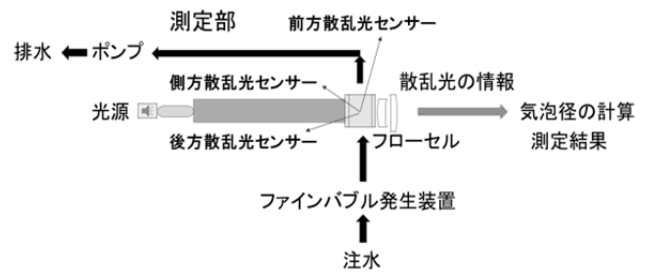 測定部
前方散乱光センサー
排水
ポンプ
側方散乱光センサー
散乱光の情報
光源
気泡径の計算
後方散乱光センサー
フローセル
測定結果
ファインバブル発生装置
注水